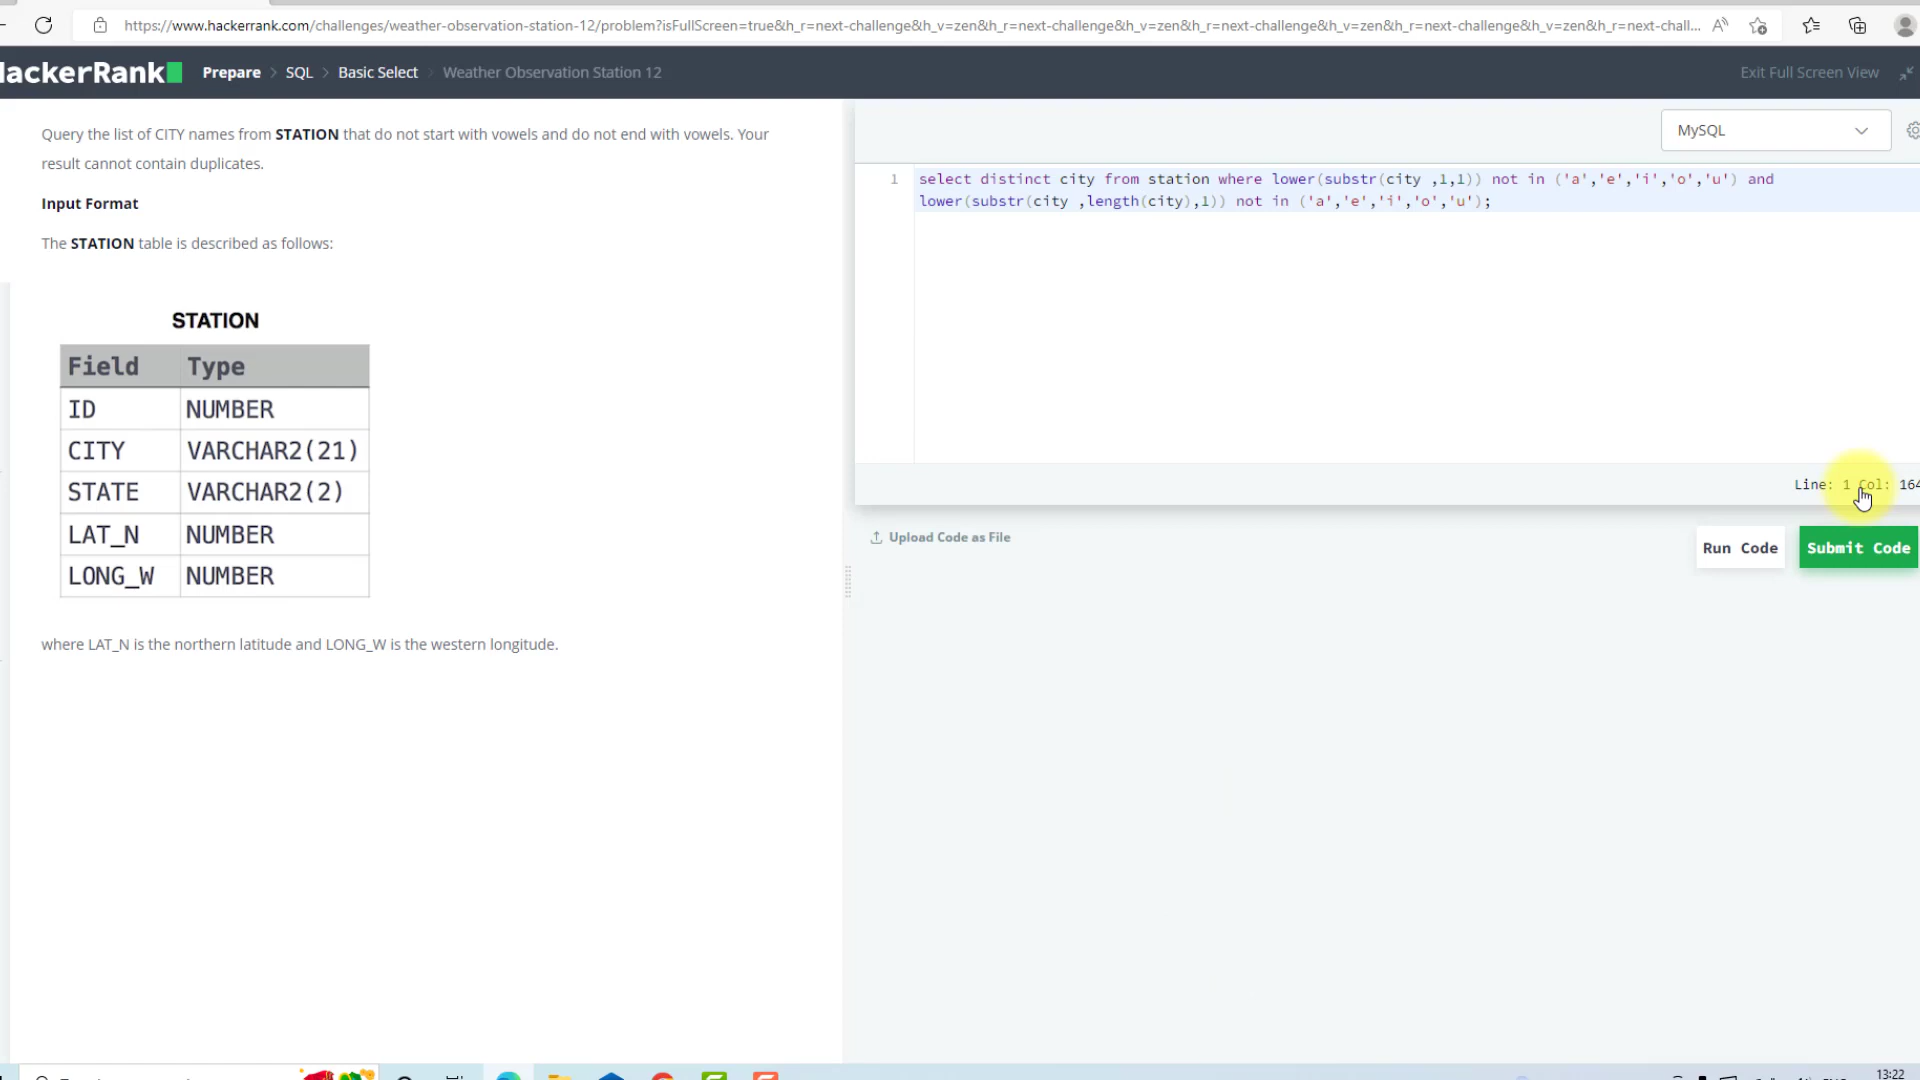 https://www.hackerrank.com/challenges/weather-observation-station-12/problem?isFullScreen=true&h_r=next-challenge&h_v=zen&h_r=next-challenge&h_v=zen&h_r=next-challenge&h_v=zen&h_r=next-challenge&h_v=zen&h_r=next-chall...
HackerRank Prepare > SQL > Basic Select > Weather Observation Station 12 Exit Full Screen View
Query the list of CITY names from STATION that do not start with vowels and do not end with vowels. Your
result cannot contain duplicates.
Input Format
The STATION table is described as follows:
STATION
Field Type
ID NUMBER
CITY VARCHAR2(21)
STATE VARCHAR2(2)
LAT_N NUMBER
LONG_W NUMBER
where LAT_N is the northern latitude and LONG_W is the western longitude.
MySQL
1 select distinct city from station where lower(substr(city ,1,1)) not in ('a','e','i','o','u') and
lower(substr(city ,length(city),1)) not in ('a','e','i','o','u');
Line: 1 Col: 164
Upload Code as File
Run Code Submit Code
13:22